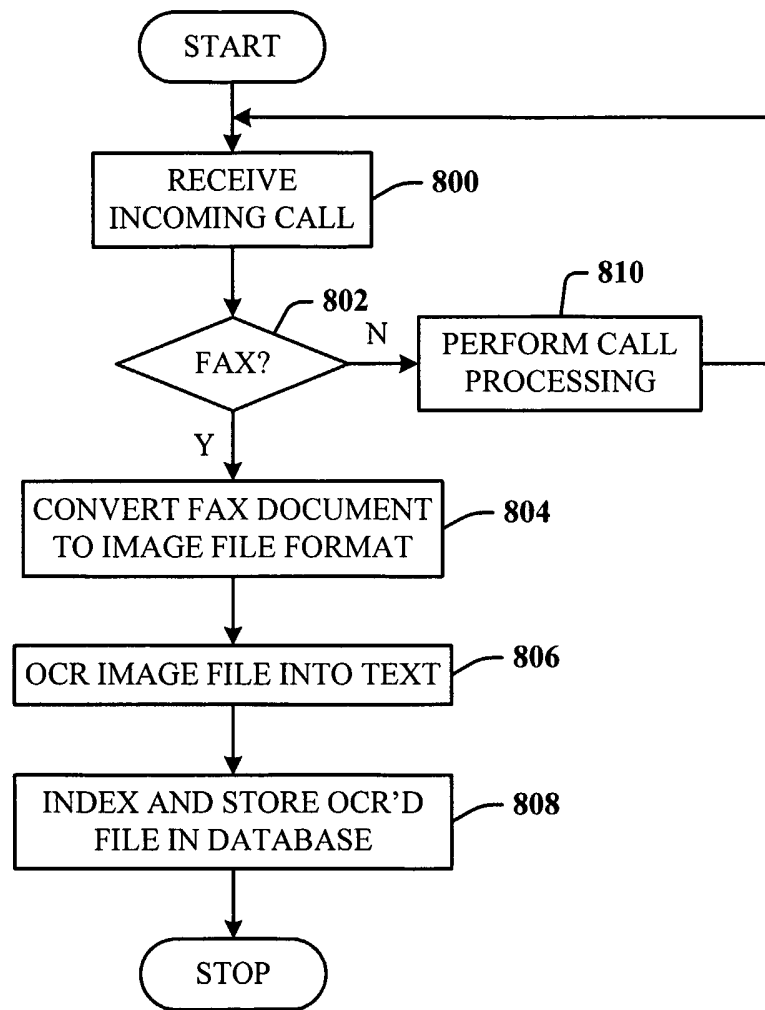 START
RECEIVE
INCOMING CALL
800
802
FAX?
N
810
PERFORM CALL
PROCESSING
Y
CONVERT FAX DOCUMENT
TO IMAGE FILE FORMAT
804
OCR IMAGE FILE INTO TEXT
806
INDEX AND STORE OCR'D
FILE IN DATABASE
808
STOP